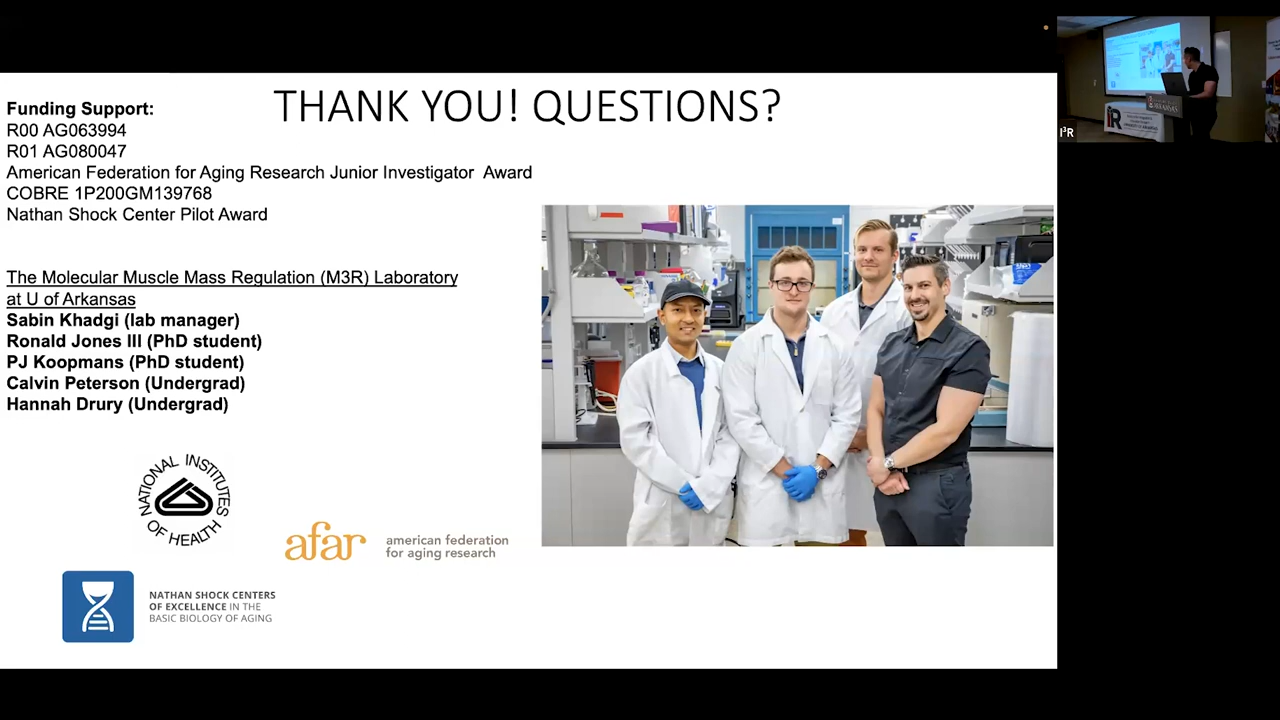 THANK YOU! QUESTIONS?
Funding Support:
R00 AG063994
R01 AG080047
American Federation for Aging Research Junior Investigator  Award
COBRE 1P200GM139768
Nathan Shock Center Pilot Award
The Molecular Muscle Mass Regulation (M3R) Laboratory
at U of Arkansas
Sabin Khadgi (lab manager)
Ronald Jones III (PhD student)
PJ Koopmans (PhD student)
Calvin Peterson (Undergrad)
Hannah Drury (Undergrad)
NATIONAL INSTITUTES
OF HEALTH
afar
american federation
for aging research
NATHAN SHOCK CENTERS
OF EXCELLENCE IN THE
BASIC BIOLOGY OF AGING
I³R